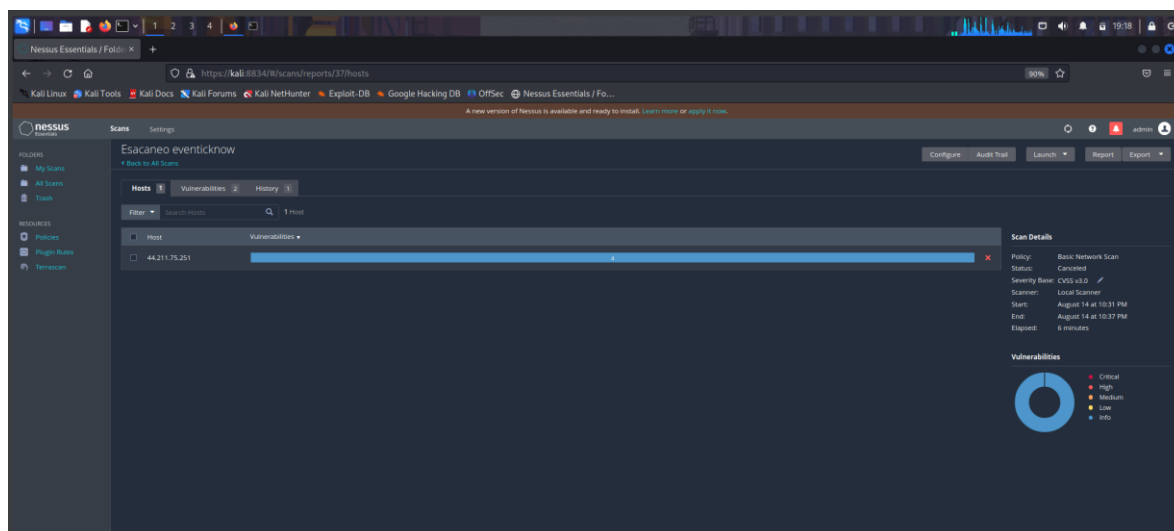 1 2 3 4
19:18
Nessus Essentials / Folde
https://kali:8834/#/scans/reports/37/hosts
90%
Kali Linux Kali Tools Kali Docs Kali Forums Kali NetHunter Exploit-DB Google Hacking DB OffSec Nessus Essentials / Fo...
A new version of Nessus is available and ready to install. Learn more or apply it now.
nessus Essentials Scans Settings admin
Esacaneo eventicknow
Back to All Scans
Configure Audit Trail Launch Report Export
FOLDERS
My Scans
All Scans
Trash
RESOURCES
Policies
Plugin Rules
Terrascan
Hosts 1 Vulnerabilities 2 History 1
Filter Search Hosts 1 Host
Host Vulnerabilities
44.211.75.251 4
Scan Details
Policy: Basic Network Scan
Status: Canceled
Severity Base: CVSS v3.0
Scanner: Local Scanner
Start: August 14 at 10:31 PM
End: August 14 at 10:37 PM
Elapsed: 6 minutes
Vulnerabilities
Critical
High
Medium
Low
Info